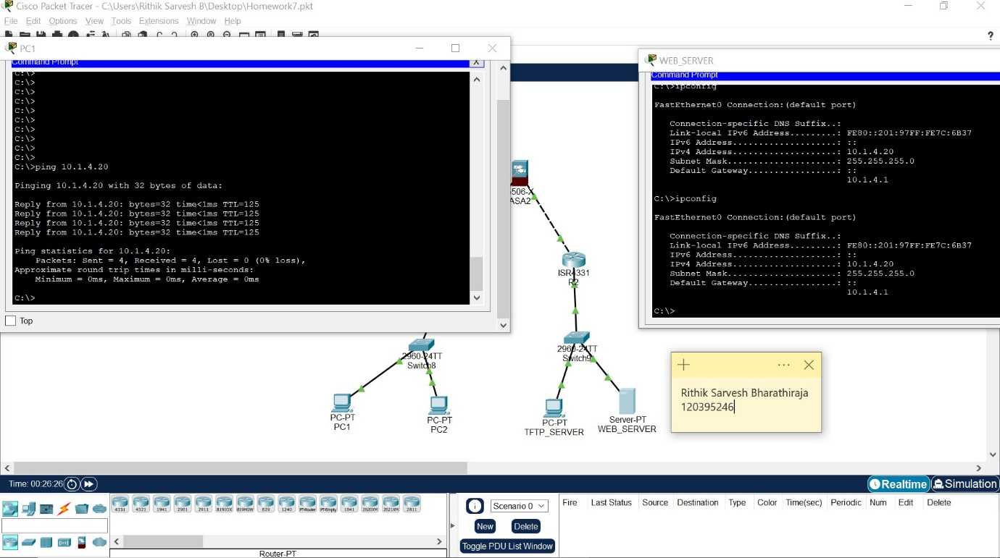 Cisco Packet Tracer - C:\Users\Rithik Sarvesh B\Desktop\Homework7.pkt
File Edit Options View Tools Extensions Window Help
?
PC1
Command Prompt
X
C:\>
C:\>
C:\>
C:\>
C:\>
C:\>
C:\>
C:\>
C:\>
C:\>
C:\>ping 10.1.4.20
Pinging 10.1.4.20 with 32 bytes of data:
Reply from 10.1.4.20: bytes=32 time<1ms TTL=125
Reply from 10.1.4.20: bytes=32 time<1ms TTL=125
Reply from 10.1.4.20: bytes=32 time<1ms TTL=125
Reply from 10.1.4.20: bytes=32 time<1ms TTL=125
Ping statistics for 10.1.4.20:
Packets: Sent = 4, Received = 4, Lost = 0 (0% loss),
Approximate round trip times in milli-seconds:
Minimum = 0ms, Maximum = 0ms, Average = 0ms
C:\>
Top
WEB_SERVER
Command Prompt
C:\>ipconfig
FastEthernet0 Connection:(default port)
Connection-specific DNS Suffix..:
Link-local IPv6 Address.........: FE80::201:97FF:FE7C:6B37
IPv6 Address....................: ::
IPv4 Address....................: 10.1.4.20
Subnet Mask.....................: 255.255.255.0
Default Gateway.................: ::
10.1.4.1
C:\>ipconfig
FastEthernet0 Connection:(default port)
Connection-specific DNS Suffix..:
Link-local IPv6 Address.........: FE80::201:97FF:FE7C:6B37
IPv6 Address....................: ::
IPv4 Address....................: 10.1.4.20
Subnet Mask.....................: 255.255.255.0
Default Gateway.................: ::
10.1.4.1
C:\>
5506-X
ASA2
ISR4331
R2
2960-24TT
Switch8
2960-24TT
Switch9
PC-PT
PC1
PC-PT
PC2
PC-PT
TFTP_SERVER
Server-PT
WEB_SERVER
Rithik Sarvesh Bharathiraja
120395246
Time: 00:26:26
Realtime Simulation
4331 4321 1941 2901 2911 819IOX 819HGW 829 1240 PT-Router PT-Empty 1841 2620XM 2621XM 2811
Router-PT
Scenario 0
New Delete
Toggle PDU List Window
Fire Last Status Source Destination Type Color Time(sec) Periodic Num Edit Delete